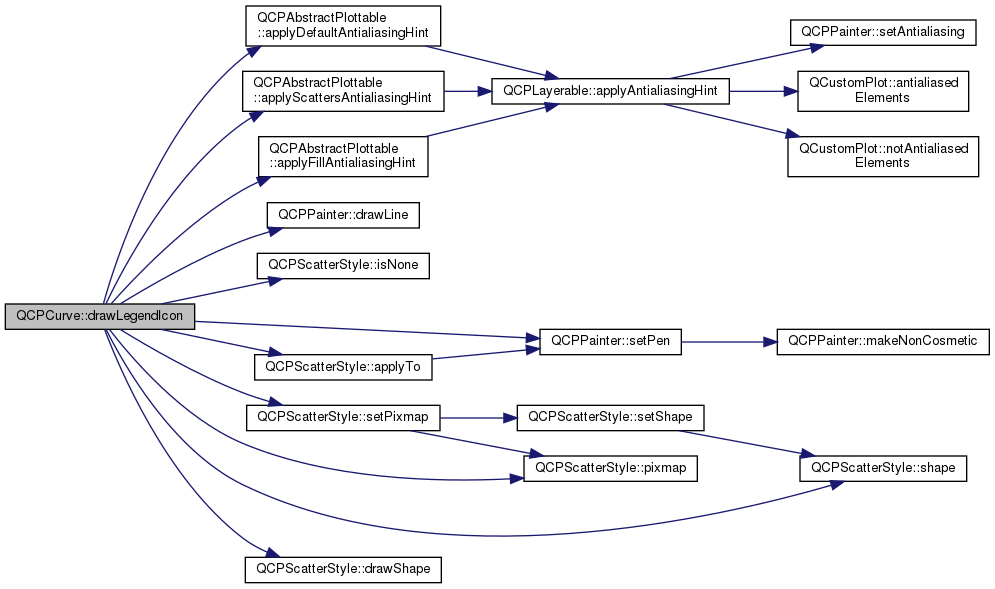 QCPAbstractPlottable
::applyDefaultAntialiasingHint
QCPPainter::setAntialiasing
QCPAbstractPlottable
::applyScattersAntialiasingHint
QCPLayerable::applyAntialiasingHint
QCustomPlot::antialiased
Elements
QCPAbstractPlottable
::applyFillAntialiasingHint
QCustomPlot::notAntialiased
Elements
QCPPainter::drawLine
QCPScatterStyle::isNone
QCPCurve::drawLegendIcon
QCPPainter::setPen
QCPPainter::makeNonCosmetic
QCPScatterStyle::applyTo
QCPScatterStyle::setPixmap
QCPScatterStyle::setShape
QCPScatterStyle::pixmap
QCPScatterStyle::shape
QCPScatterStyle::drawShape